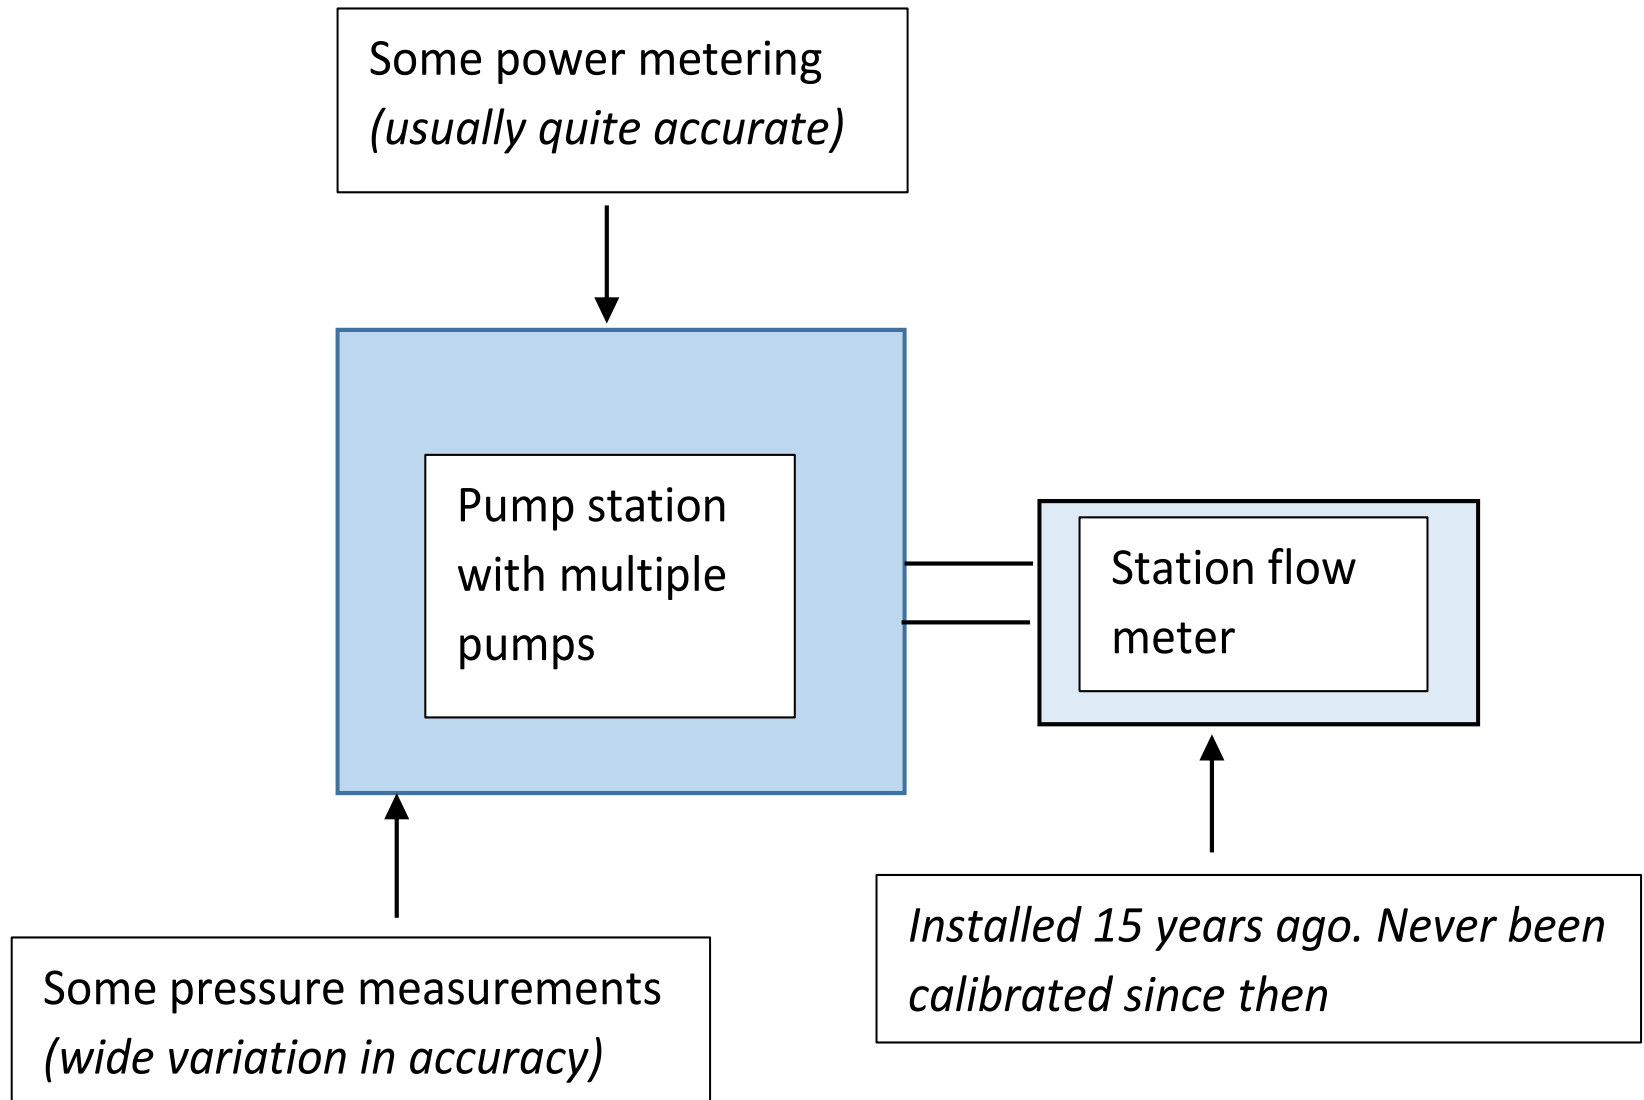 Some power metering
(usually quite accurate)
Pump station
with multiple
pumps
Station flow
meter
Installed 15 years ago. Never been
calibrated since then
Some pressure measurements
(wide variation in accuracy)